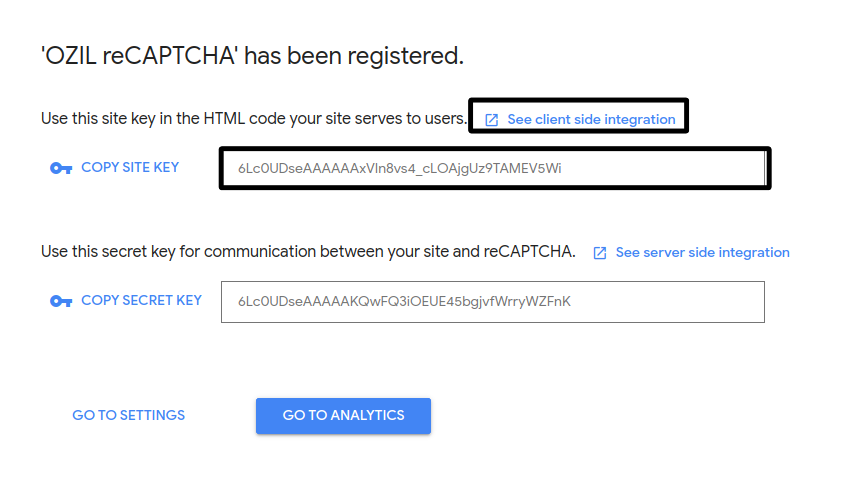 'OZIL reCAPTCHA' has been registered.
Use this site key in the HTML code your site serves to users. See client side integration
COPY SITE KEY 6Lc0UDseAAAAAAxVln8vs4_cLOAjgUz9TAMEV5Wi
Use this secret key for communication between your site and reCAPTCHA. See server side integration
COPY SECRET KEY 6Lc0UDseAAAAAKQwFQ3iOEUE45bgjvfWrryWZFnK
GO TO SETTINGS GO TO ANALYTICS